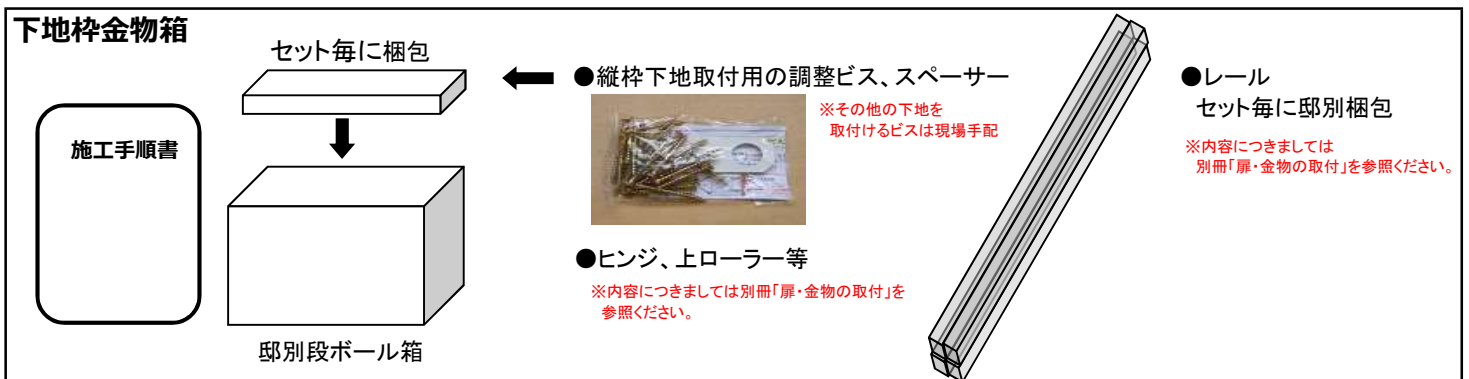 下地枠金物箱
施工手順書
セット毎に梱包
邸別段ボール箱
●縦枠下地取付用の調整ビス、スペーサー
※その他の下地を
取付けるビスは現場手配
●ヒンジ、上ローラー等
※内容につきましては別冊「扉・金物の取付」を
参照ください。
●レール
セット毎に邸別梱包
※内容につきましては
別冊「扉・金物の取付」を参照ください。